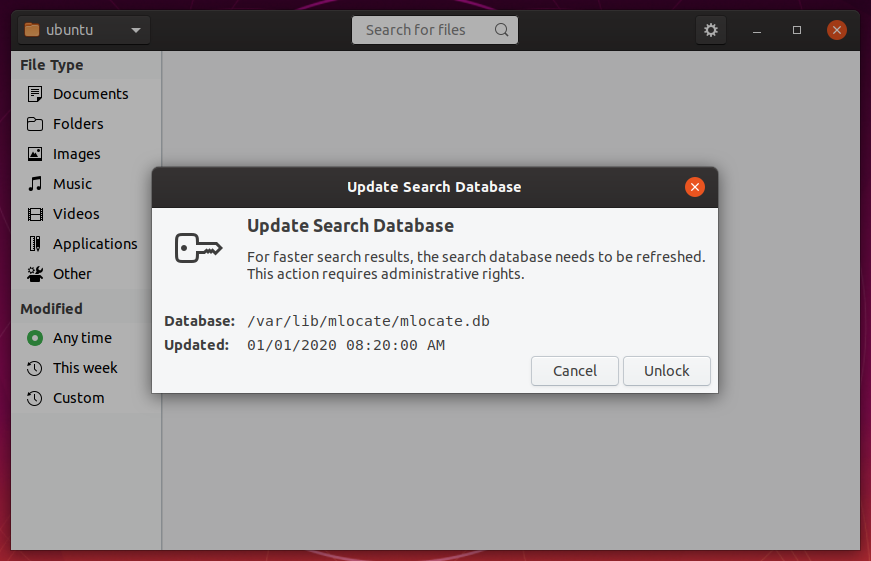 ubuntu
Search for files
File Type
Documents
Folders
Images
Music
Videos
Applications
Other
Modified
Any time
This week
Custom
Update Search Database
Update Search Database
For faster search results, the search database needs to be refreshed.
This action requires administrative rights.
Database: /var/lib/mlocate/mlocate.db
Updated: 01/01/2020 08:20:00 AM
Cancel Unlock